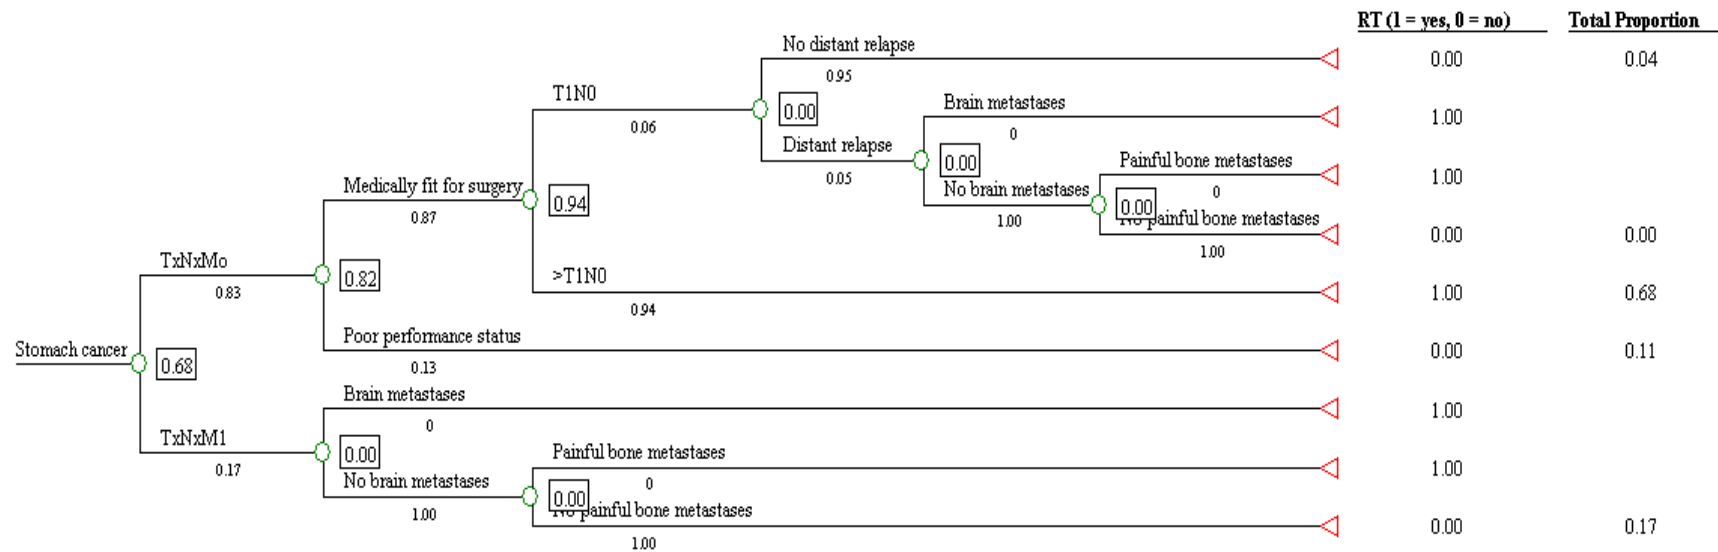 RT (1 = yes, 0 = no) Total Proportion
No distant relapse 0.00 0.04
0.95
T1N0 0.00 Brain metastases 1.00
0.06 0
Distant relapse 0.00 Painful bone metastases 1.00
0.05 0
Medically fit for surgery 0.94 No brain metastases 0.00 No painful bone metastases
0.87 1.00 1.00
0.00 0.00
TxNxMo 0.82 >T1N0 1.00 0.68
0.83 0.94
Poor performance status 0.00 0.11
Stomach cancer 0.68 0.13
Brain metastases 1.00
0
TxNxM1 0.00 Painful bone metastases 1.00
0.17 0
No brain metastases 0.00 No painful bone metastases 0.00 0.17
1.00 1.00